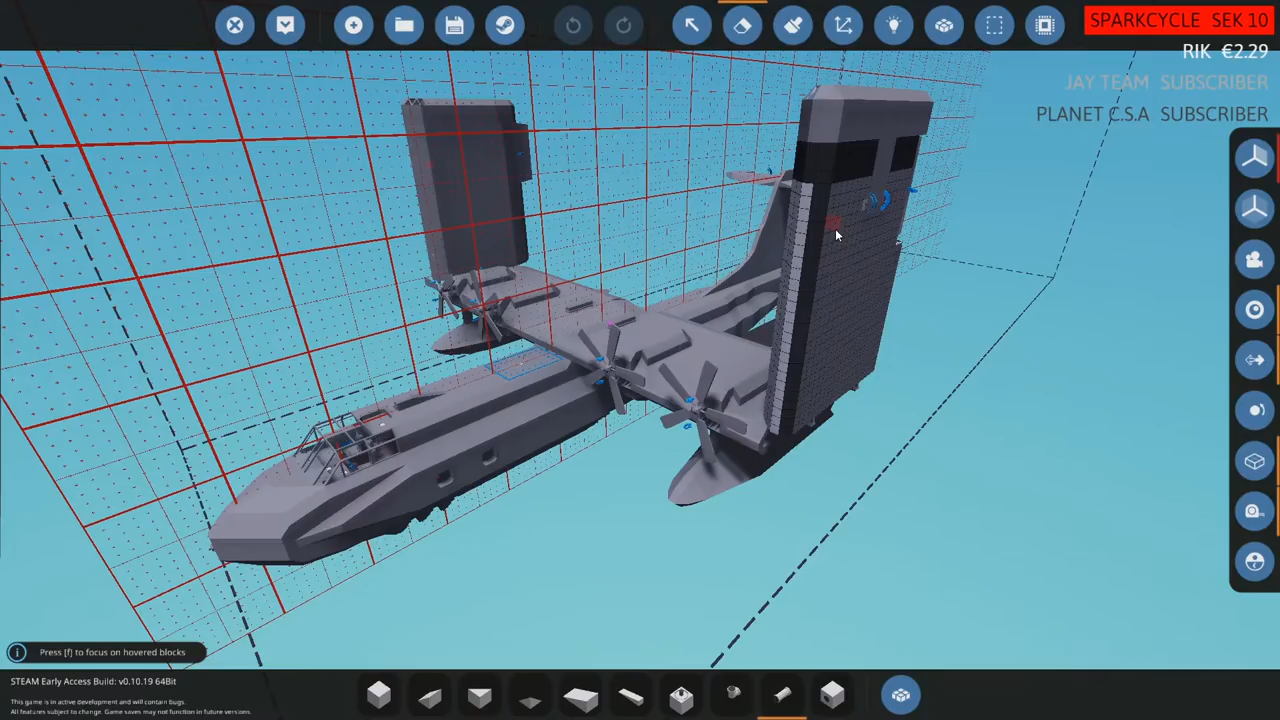 SPARKCYCLE SEK 10
RIK €2.29
JAY TEAM SUBSCRIBER
PLANET C.S.A SUBSCRIBER
Press [f] to focus on hovered blocks
STEAM Early Access Build: v0.10.19 64Bit
This game is in active development and will contain bugs.
All features subject to change. Game saves may not function in future versions.